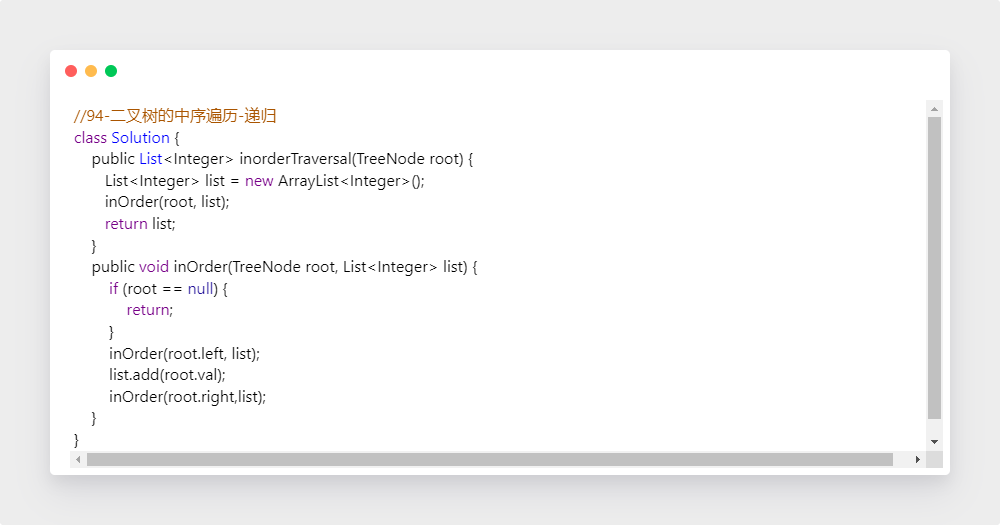 //94-二叉树的中序遍历-递归
class Solution {
    public List<Integer> inorderTraversal(TreeNode root) {
       List<Integer> list = new ArrayList<Integer>();
       inOrder(root, list);
       return list;
    }
    public void inOrder(TreeNode root, List<Integer> list) {
        if (root == null) {
            return;
        }
        inOrder(root.left, list);
        list.add(root.val);
        inOrder(root.right,list);
    }
}